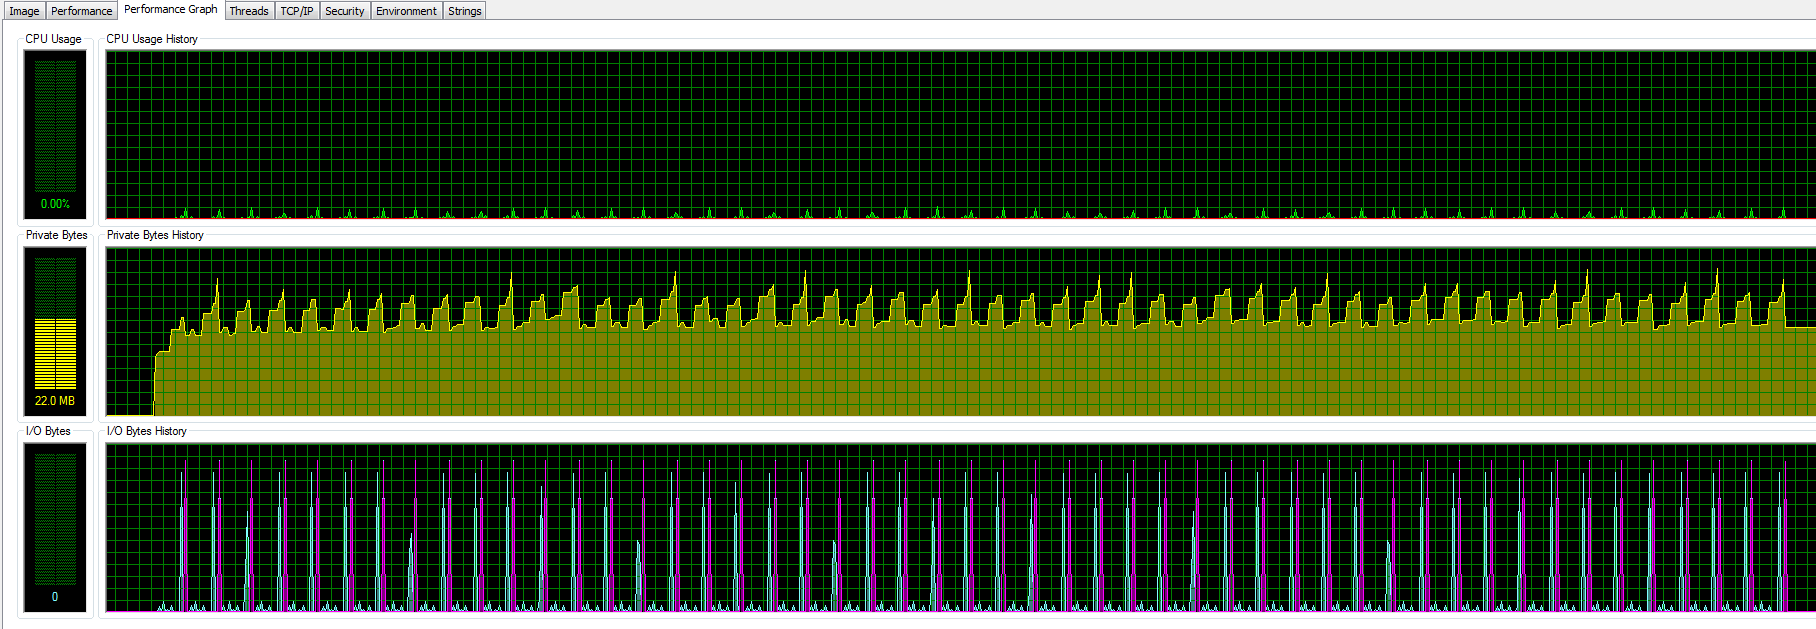 Image Performance Performance Graph Threads TCP/IP Security Environment Strings
CPU Usage CPU Usage History
0.00%
Private Bytes Private Bytes History
22.0 MB
I/O Bytes I/O Bytes History
0